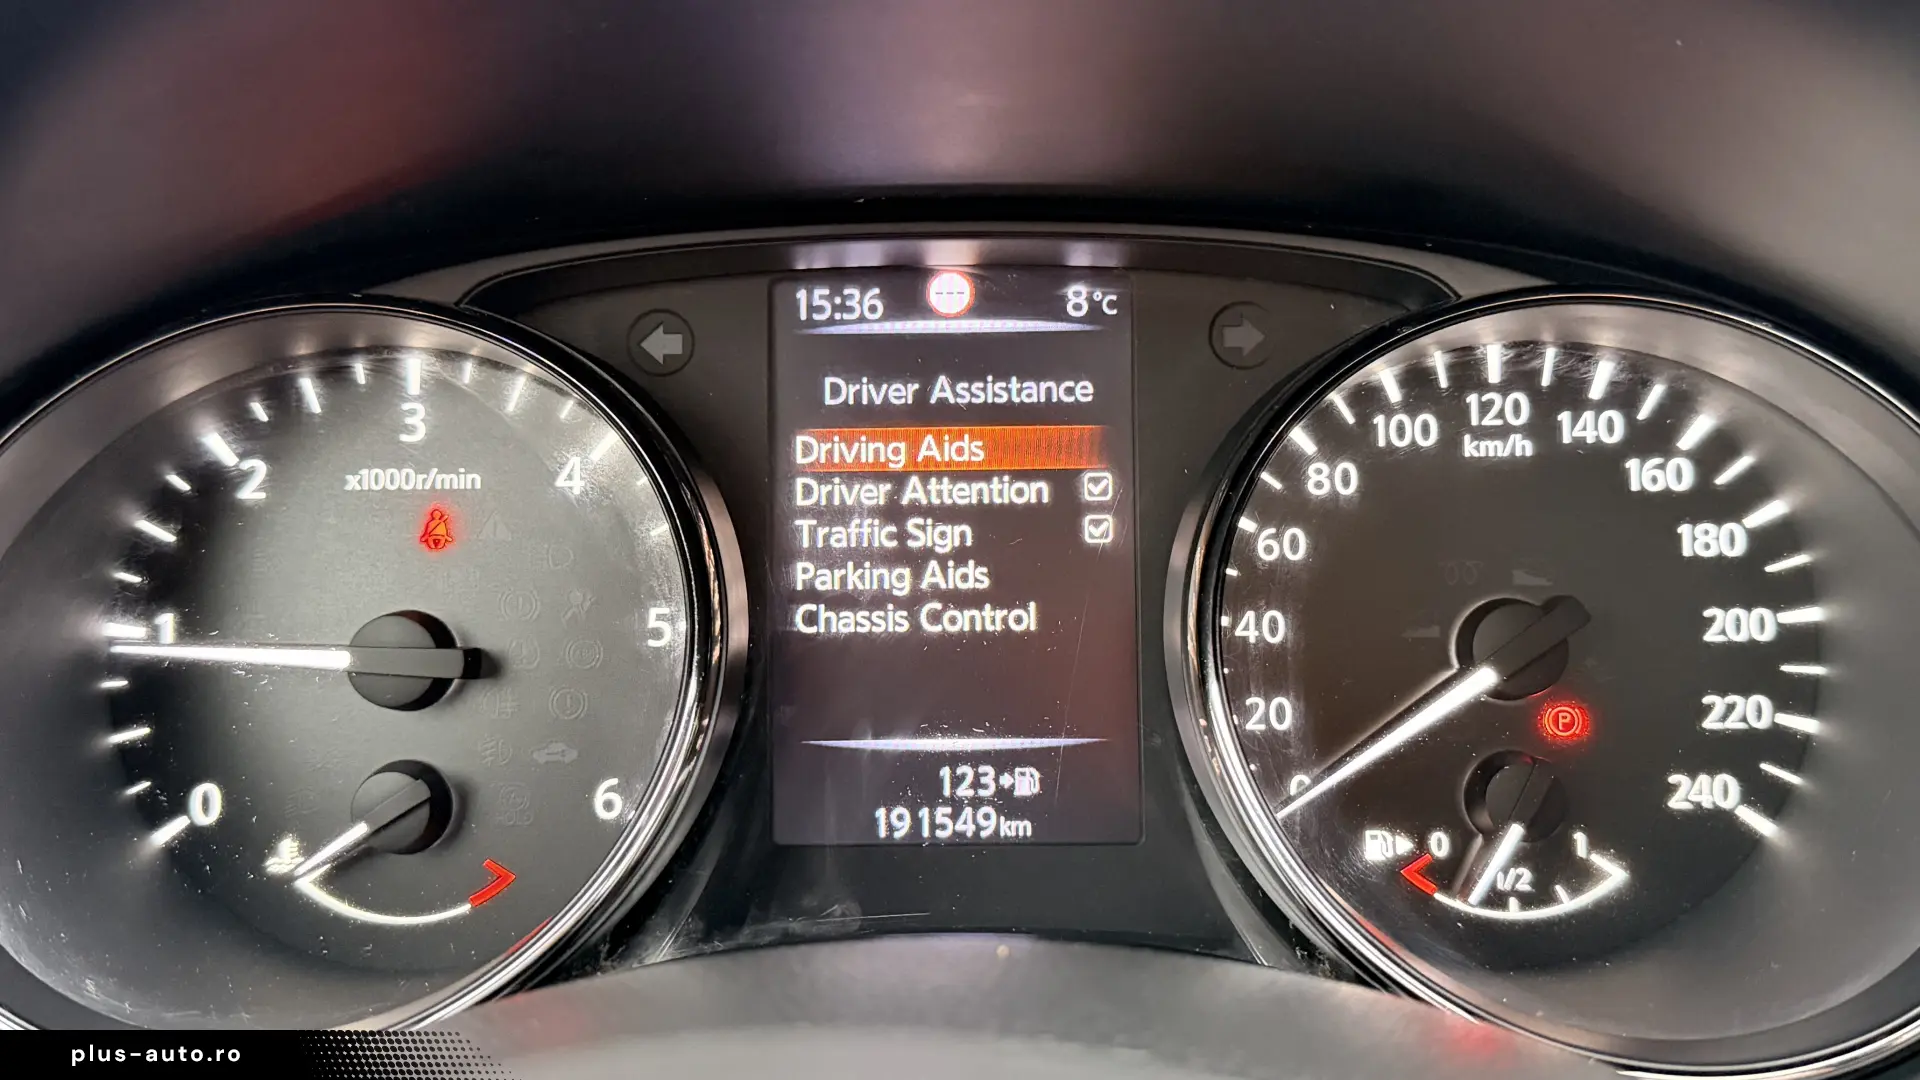 15:36 8°C
Driver Assistance
Driving Aids
Driver Attention
Traffic Sign
Parking Aids
Chassis Control
123
191549km
0
1
2
3
4
5
6
x1000r/min
0
20
40
60
80
100
120
140
160
180
200
220
240
km/h
P
0
1/2
1
plus-auto.ro